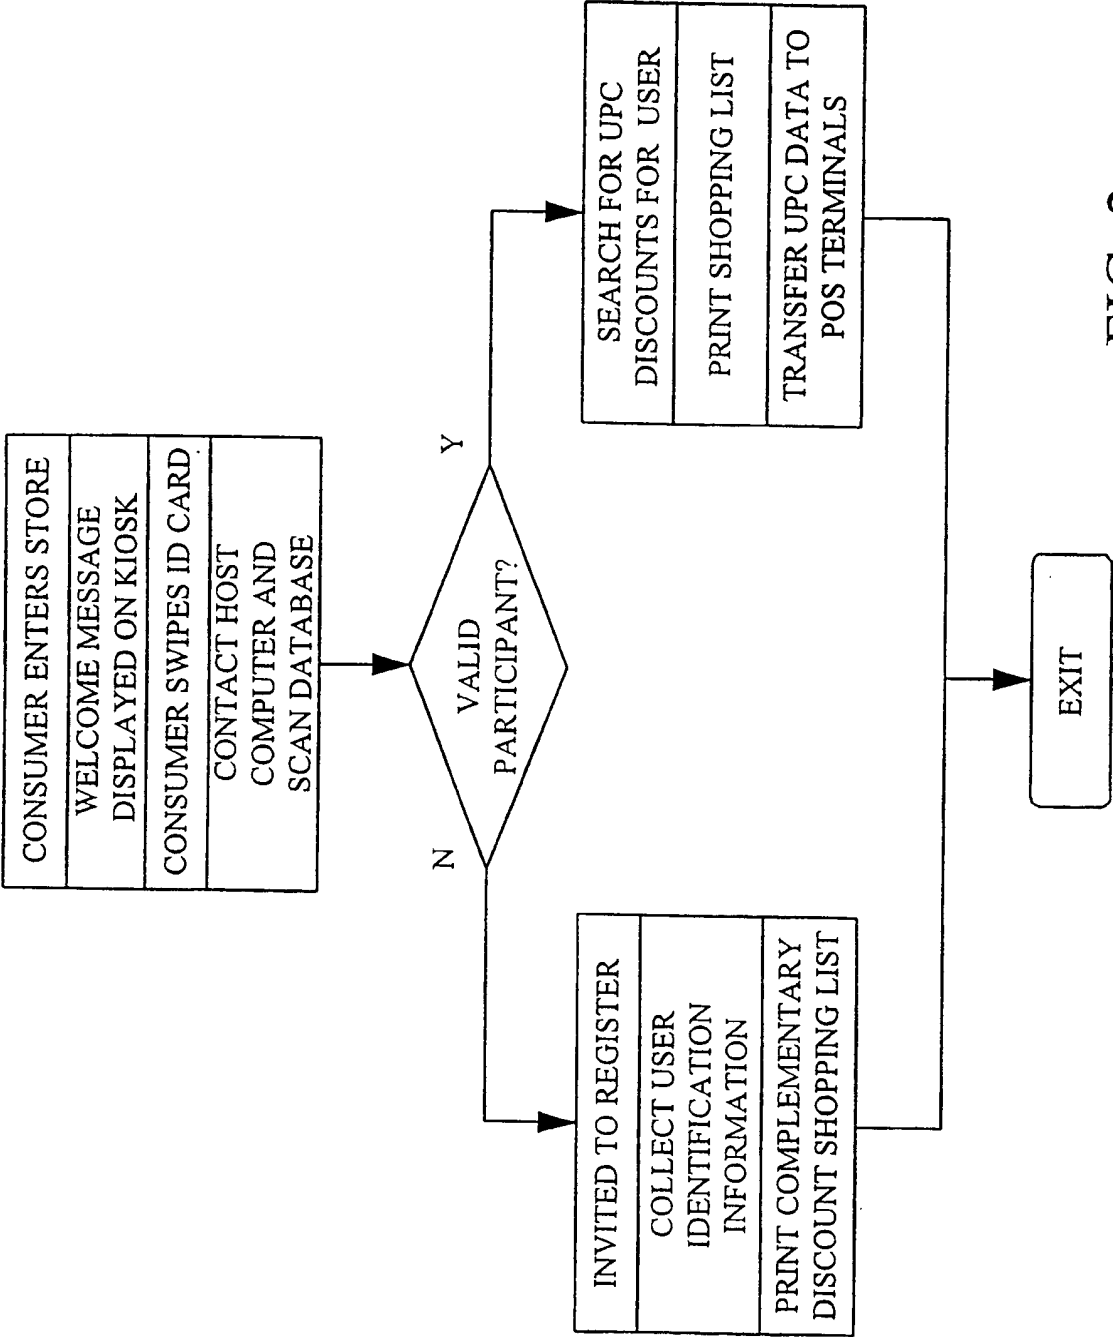 CONSUMER ENTERS STORE
WELCOME MESSAGE
DISPLAYED ON KIOSK
CONSUMER SWIPES ID CARD
CONTACT HOST
COMPUTER AND
SCAN DATABASE
VALID
PARTICIPANT?
N
Y
INVITED TO REGISTER
COLLECT USER
IDENTIFICATION
INFORMATION
PRINT COMPLEMENTARY
DISCOUNT SHOPPING LIST
SEARCH FOR UPC
DISCOUNTS FOR USER
PRINT SHOPPING LIST
TRANSFER UPC DATA TO
POS TERMINALS
EXIT